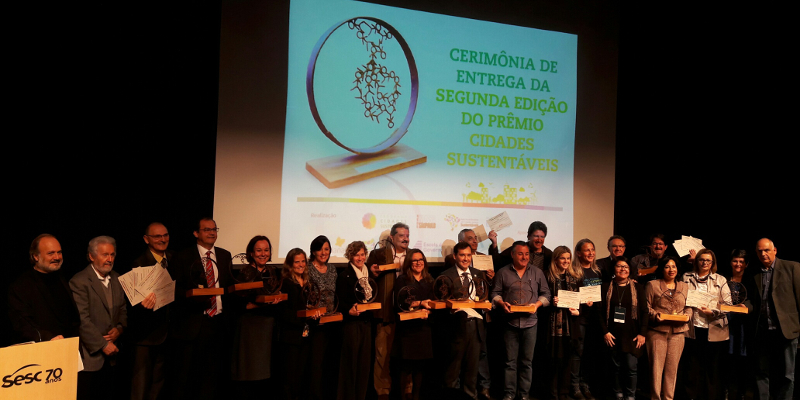 CERIMÔNIA DE
ENTREGA DA
SEGUNDA EDIÇÃO
DO PRÊMIO
CIDADES
SUSTENTÁVEIS
Sesc 70
anos